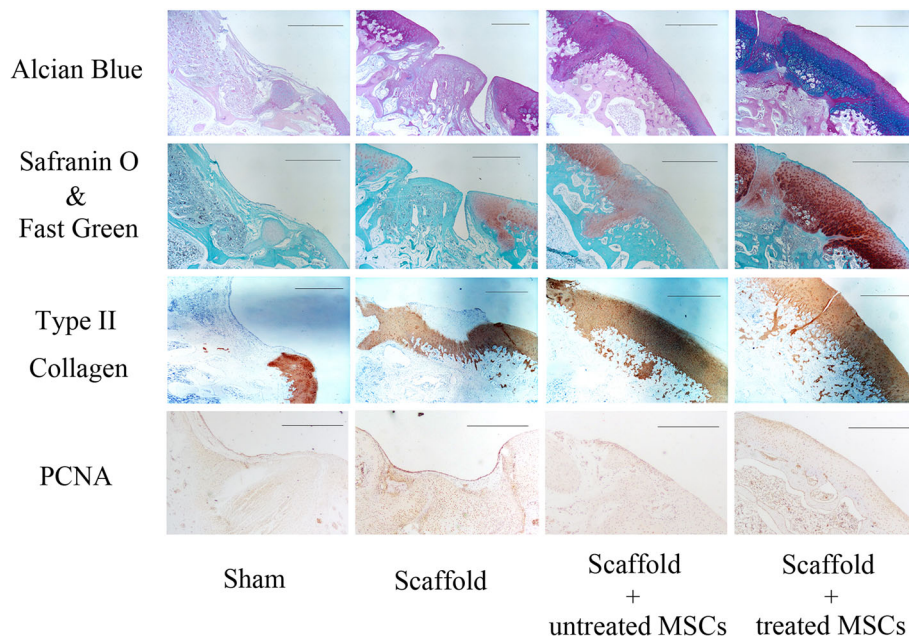 Alcian Blue
Safranin O
&
Fast Green
Type II
Collagen
PCNA
Sham
Scaffold
Scaffold
+
untreated MSCs
Scaffold
+
treated MSCs